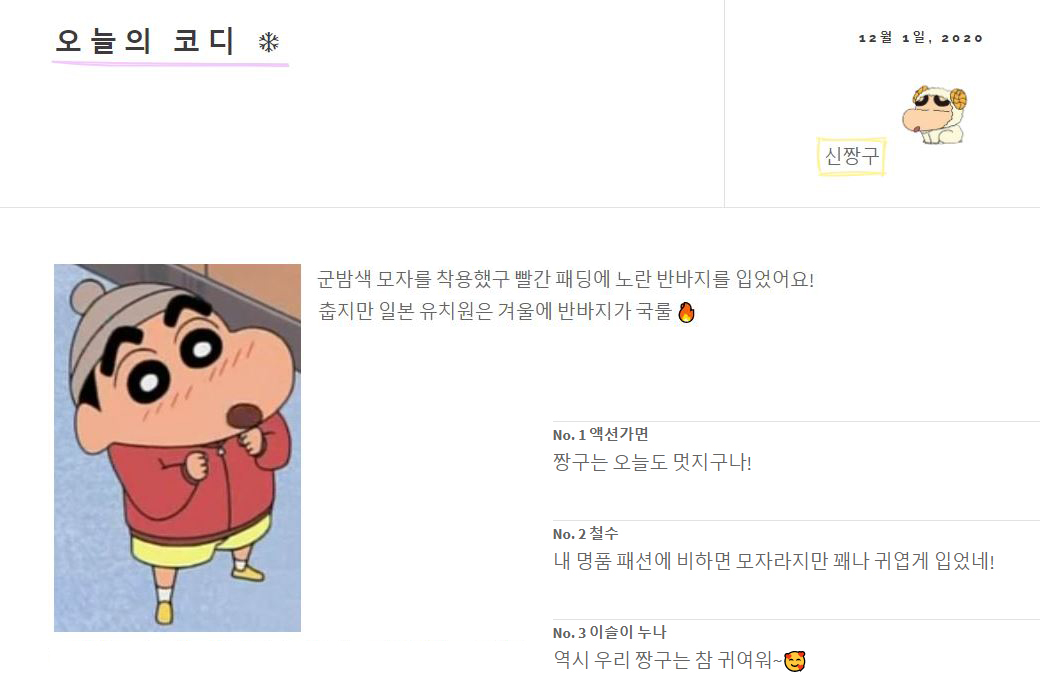 오늘의 코디 ❄
12월 1일, 2020
신짱구
군밤색 모자를 착용했구 빨간 패딩에 노란 반바지를 입었어요!
춥지만 일본 유치원은 겨울에 반바지가 국룰 🔥
No. 1 액션가면
짱구는 오늘도 멋지구나!
No. 2 철수
내 명품 패션에 비하면 모자라지만 꽤나 귀엽게 입었네!
No. 3 이슬이 누나
역시 우리 짱구는 참 귀여워~🥰